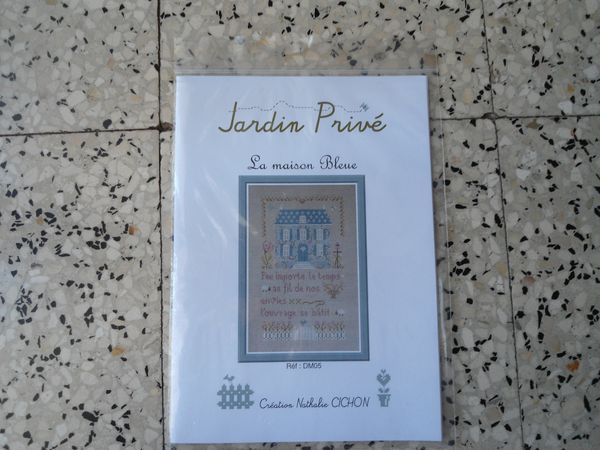 Jardin Privé
La maison Bleue
Peu importe le temps
au fil de nos
envies
l'ouvrage se bâtit
Réf : DM05
Création Nathalie CICHON